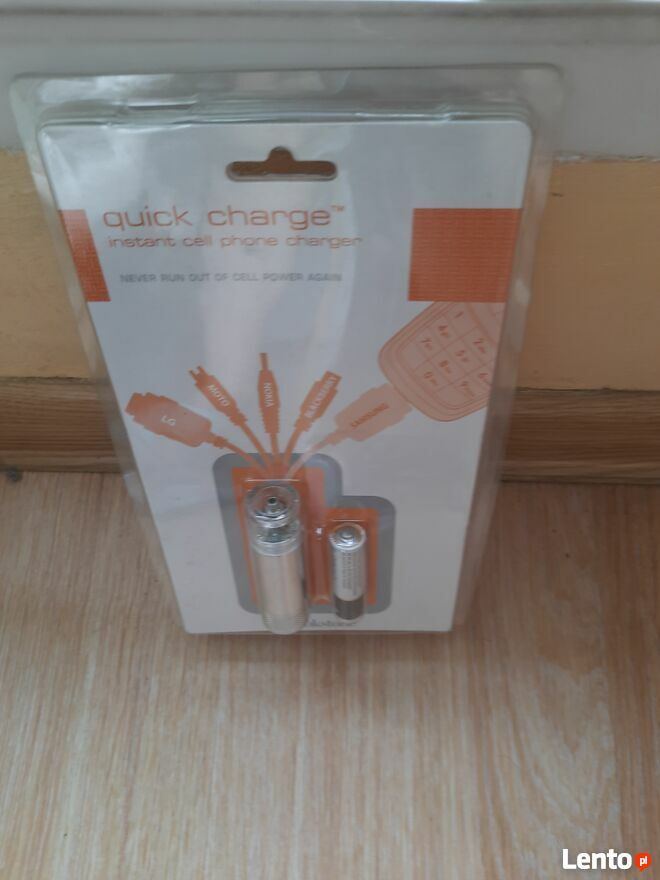 quick charge™
instant cell phone charger
NEVER RUN OUT OF CELL POWER AGAIN
LG
MOTO
NOKIA
BLACKBERRY
SAMSUNG
Lento pl